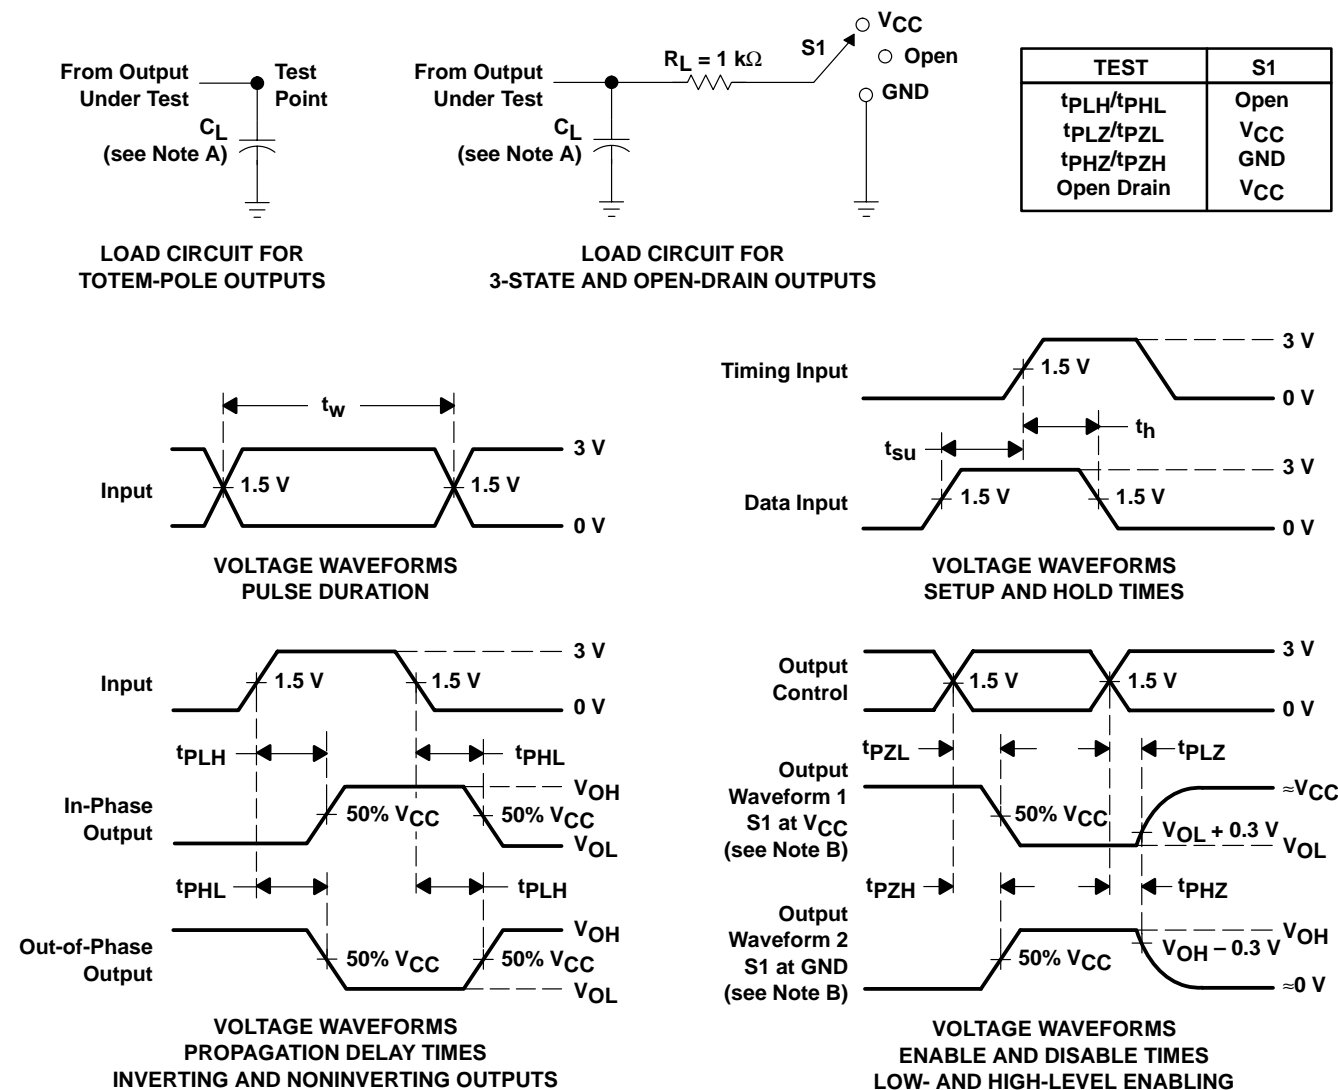 From Output
Under Test
Test
Point
CL
(see Note A)
LOAD CIRCUIT FOR
TOTEM-POLE OUTPUTS
From Output
Under Test
CL
(see Note A)
RL = 1 kΩ
S1
VCC
Open
GND
LOAD CIRCUIT FOR
3-STATE AND OPEN-DRAIN OUTPUTS
TEST S1
tPLH/tPHL Open
tPLZ/tPZL VCC
tPHZ/tPZH GND
Open Drain VCC
tw
Input
1.5 V
1.5 V
3 V
0 V
VOLTAGE WAVEFORMS
PULSE DURATION
Timing Input
1.5 V
3 V
0 V
tsu
th
Data Input
1.5 V
1.5 V
3 V
0 V
VOLTAGE WAVEFORMS
SETUP AND HOLD TIMES
Input
1.5 V
1.5 V
3 V
0 V
tPLH
tPHL
In-Phase
Output
50% VCC
50% VCC
VOH
VOL
tPHL
tPLH
Out-of-Phase
Output
50% VCC
50% VCC
VOH
VOL
VOLTAGE WAVEFORMS
PROPAGATION DELAY TIMES
INVERTING AND NONINVERTING OUTPUTS
Output
Control
1.5 V
1.5 V
3 V
0 V
tPZL
tPLZ
Output
Waveform 1
S1 at VCC
(see Note B)
50% VCC
VOL + 0.3 V
≈VCC
VOL
tPZH
tPHZ
Output
Waveform 2
S1 at GND
(see Note B)
50% VCC
VOH – 0.3 V
VOH
≈0 V
VOLTAGE WAVEFORMS
ENABLE AND DISABLE TIMES
LOW- AND HIGH-LEVEL ENABLING